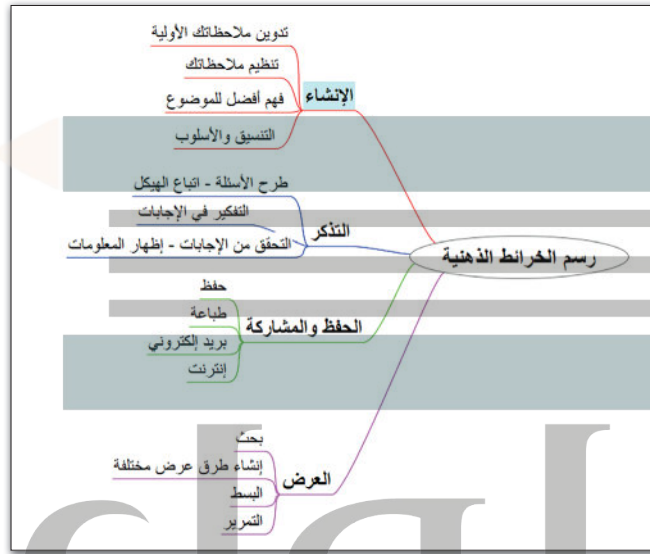 تدوين ملاحظاتك الأولية
تنظيم ملاحظاتك
الإنشاء
فهم أفضل للموضوع
التنسيق والأسلوب
طرح الأسئلة - اتباع الهيكل
التفكير في الإجابات
التذكر
التحقق من الإجابات - إظهار المعلومات
رسم الخرائط الذهنية
حفظ
طباعة
الحفظ والمشاركة
بريد إلكتروني
إنترنت
بحث
إنشاء طرق عرض مختلفة
العرض
البسط
التمرير